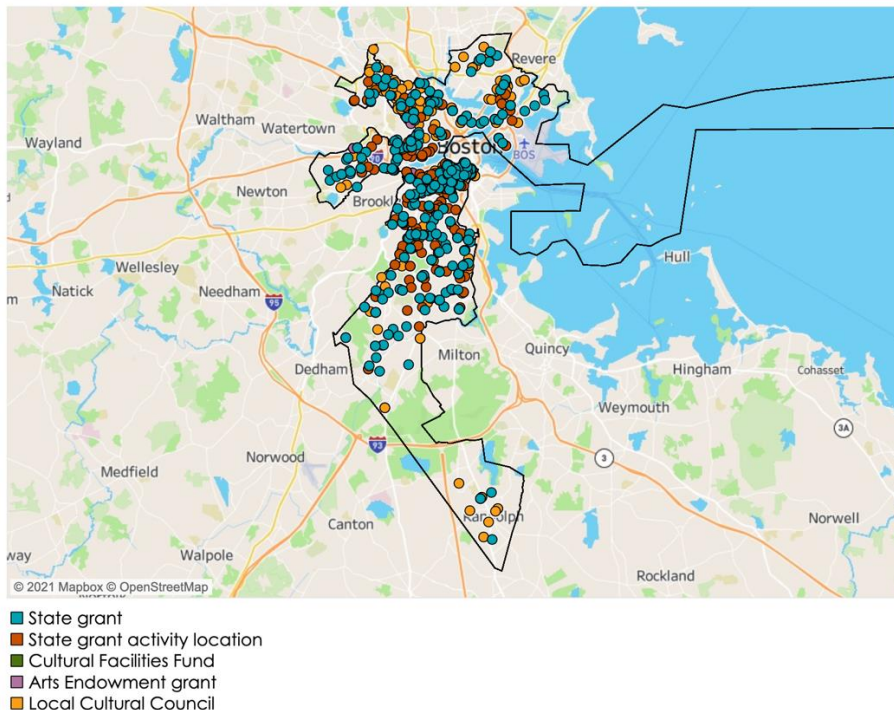 Revere
Waltham
Watertown
Wayland
Boston
BOS
Newton
Brookl
Wellesley
Hull
Natick
Needham
95
Milton
Quincy
Dedham
Hingham
Cohasset
Weymouth
3A
93
Norwood
3
Medfield
Canton
Randolph
Norwell
way
Walpole
Rockland
© 2021 Mapbox © OpenStreetMap
State grant
State grant activity location
Cultural Facilities Fund
Arts Endowment grant
Local Cultural Council